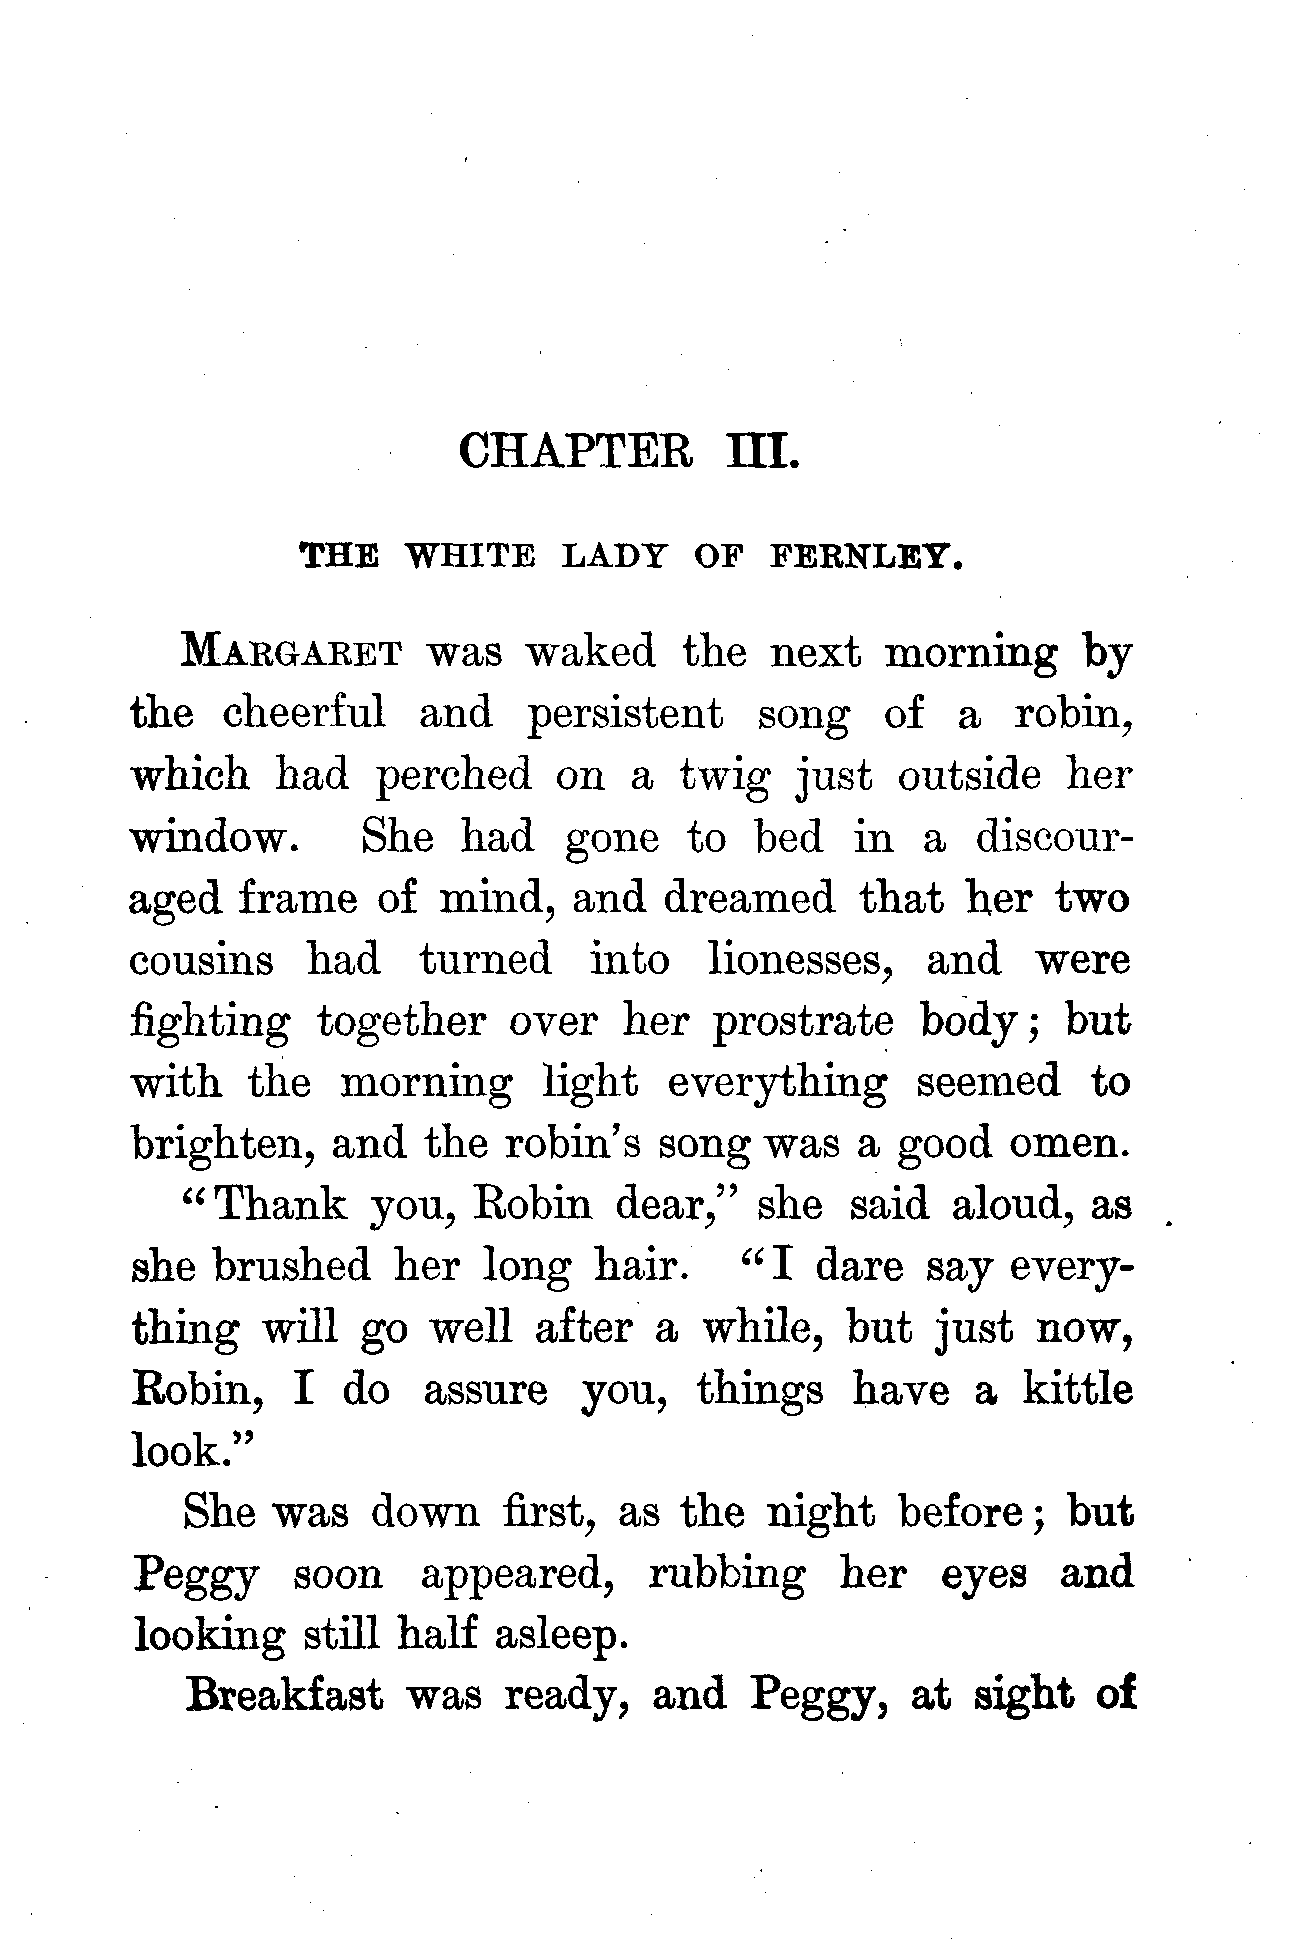 CHAPTER III.
THE WHITE LADY OF FERNLEY.
MARGARET was waked the next morning by
the cheerful and persistent song of a robin,
which had perched on a twig just outside her
window. She had gone to bed in a discour-
aged frame of mind, and dreamed that her two
cousins had turned into lionesses, and were
fighting together over her prostrate body; but
with the morning light everything seemed to
brighten, and the robin's song was a good omen.
"Thank you, Robin dear," she said aloud, as
she brushed her long hair. "I dare say every-
thing will go well after a while, but just now,
Robin, I do assure you, things have a kittle
look."
She was down first, as the night before; but
Peggy soon appeared, rubbing her eyes and
looking still half asleep.
Breakfast was ready, and Peggy, at sight of